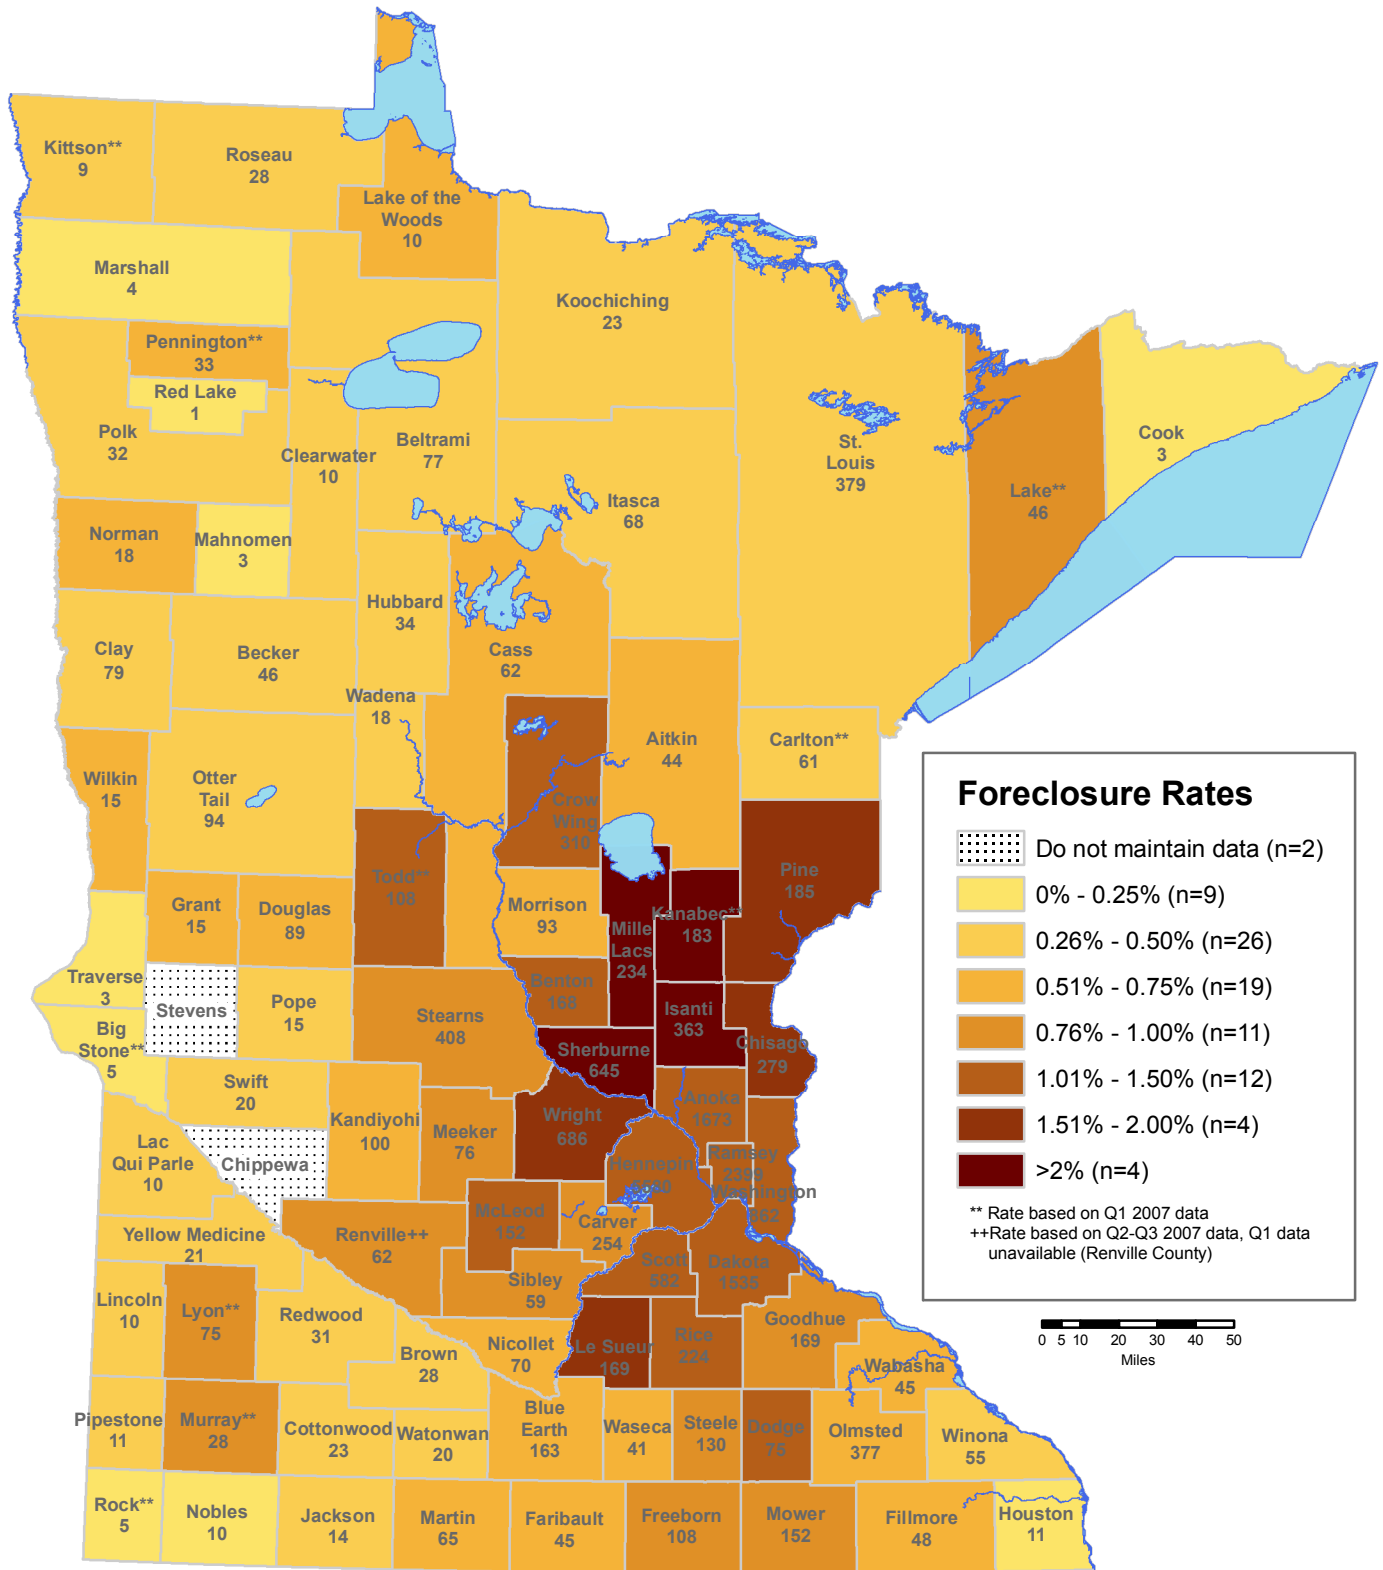 Kittson**
9
Roseau
28
Lake of the
Woods
10
Marshall
4
Koochiching
23
Pennington**
33
Red Lake
1
Polk
32
Clearwater
10
Beltrami
77
St.
Louis
379
Cook
3
Lake**
46
Itasca
68
Norman
18
Mahnomen
3
Hubbard
34
Clay
79
Becker
46
Cass
62
Wadena
18
Aitkin
44
Carlton**
61
Wilkin
15
Otter
Tail
94
Crow
Wing
310
Todd**
108
Pine
185
Grant
15
Douglas
89
Morrison
93
Mille
Lacs
234
Kanabec**
183
Traverse
3
Stevens
Pope
15
Benton
168
Isanti
363
Big
Stone**
5
Stearns
408
Sherburne
645
Chisago
279
Swift
20
Kandiyohi
100
Meeker
76
Wright
686
Anoka
1673
Lac
Qui Parle
10
Chippewa
Hennepin
5580
Ramsey
2399
Washington
862
McLeod
152
Carver
254
Yellow Medicine
21
Renville++
62
Scott
582
Dakota
1535
Sibley
59
Lincoln
10
Lyon**
75
Redwood
31
Nicollet
70
Le Sueur
169
Rice
224
Goodhue
169
Brown
28
Wabasha
45
Pipestone
11
Murray**
28
Cottonwood
23
Watonwan
20
Blue
Earth
163
Waseca
41
Steele
130
Dodge
75
Olmsted
377
Winona
55
Rock**
5
Nobles
10
Jackson
14
Martin
65
Faribault
45
Freeborn
108
Mower
152
Fillmore
48
Houston
11
Foreclosure Rates
Do not maintain data (n=2)
0% - 0.25% (n=9)
0.26% - 0.50% (n=26)
0.51% - 0.75% (n=19)
0.76% - 1.00% (n=11)
1.01% - 1.50% (n=12)
1.51% - 2.00% (n=4)
>2% (n=4)
** Rate based on Q1 2007 data
++Rate based on Q2-Q3 2007 data, Q1 data
unavailable (Renville County)
0 5 10 20 30 40 50
Miles